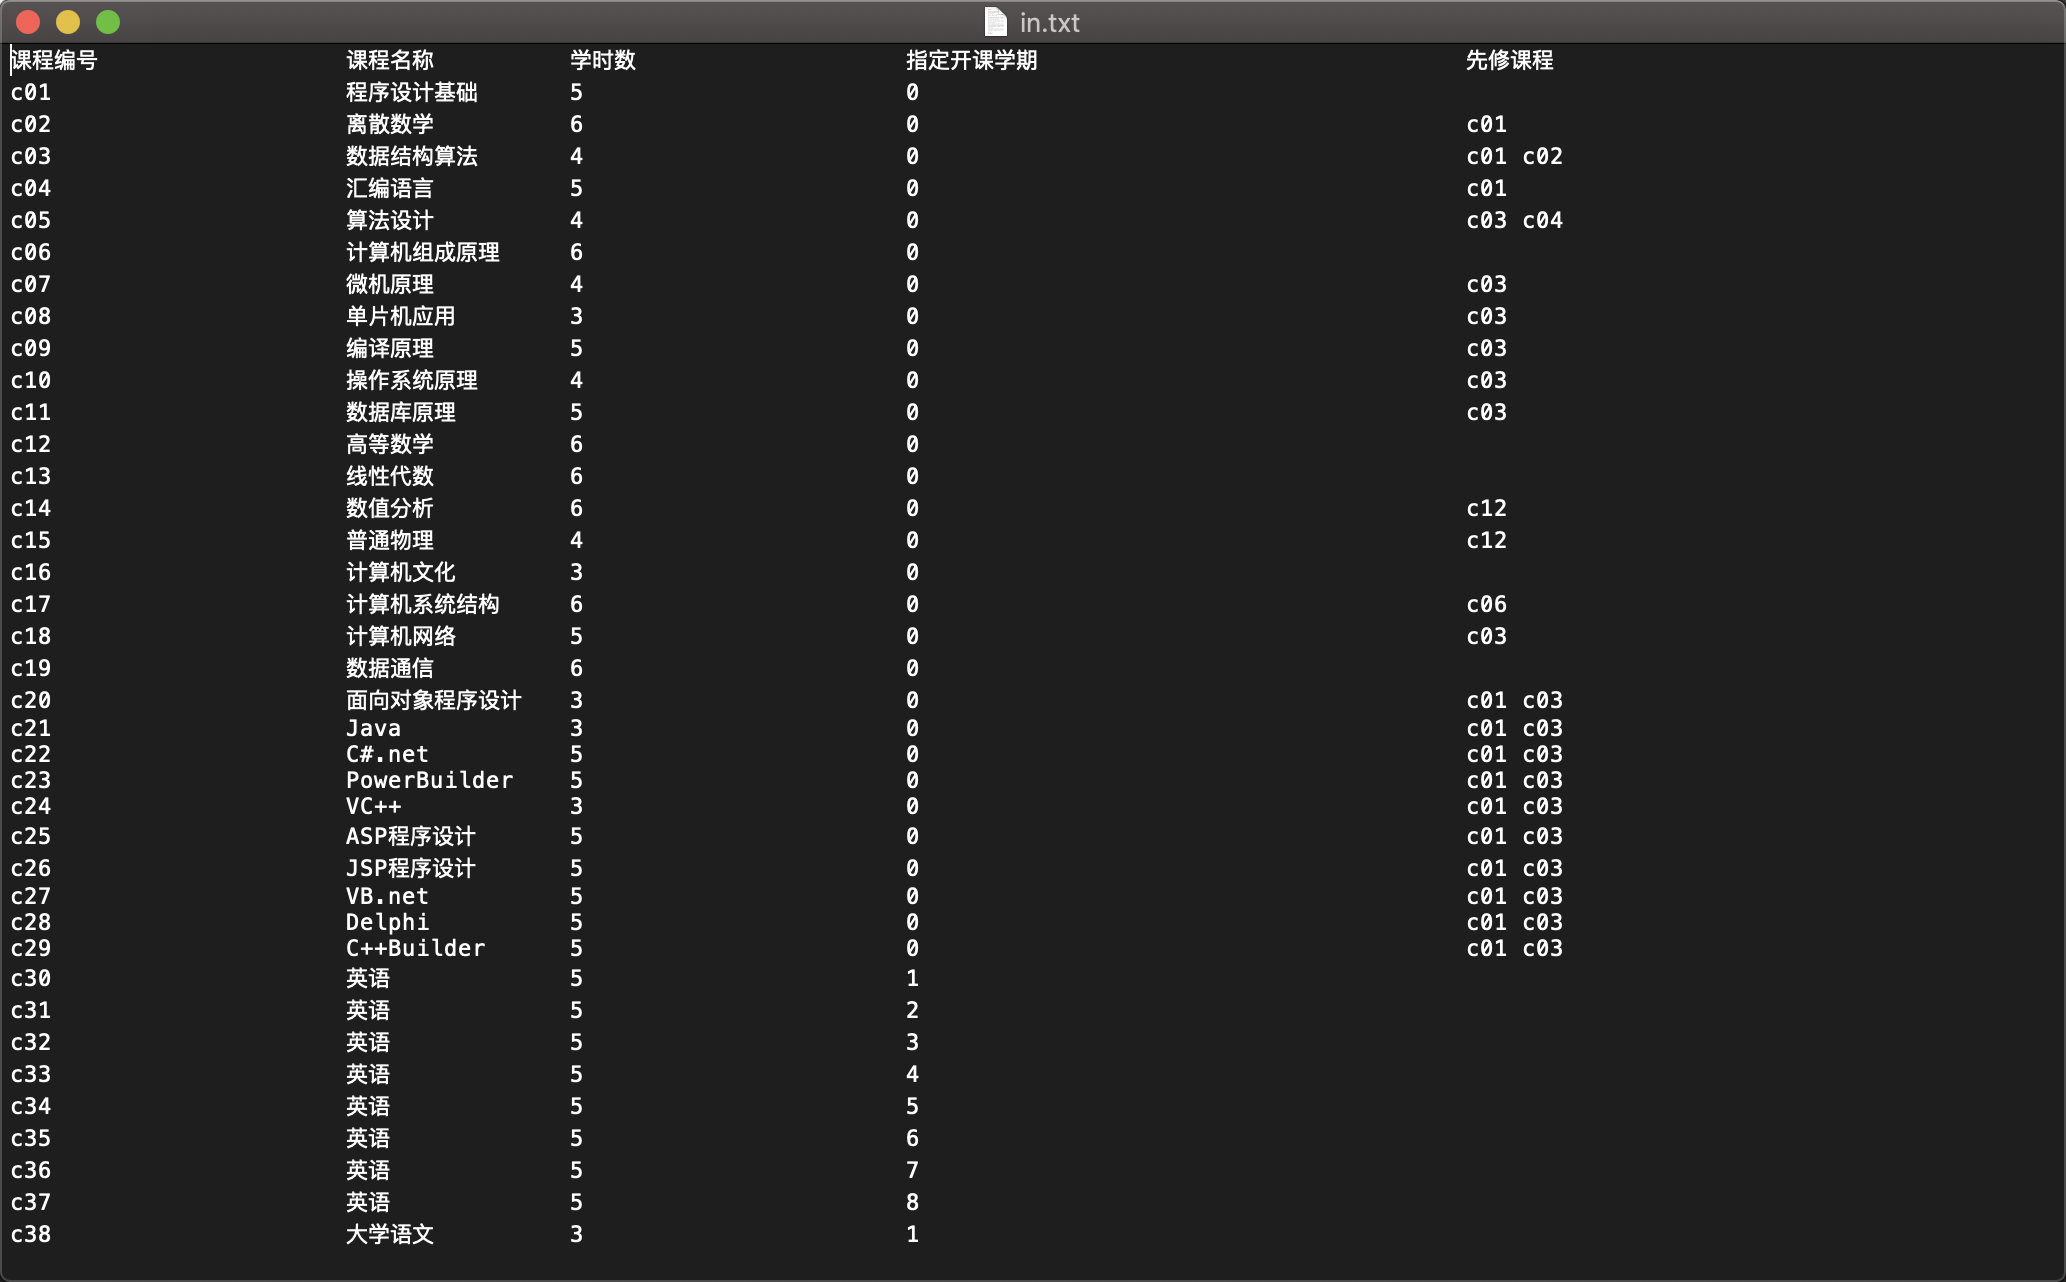 in.txt
课程编号 课程名称 学时数 指定开课学期 先修课程
c01 程序设计基础 5 0
c02 离散数学 6 0 c01
c03 数据结构算法 4 0 c01 c02
c04 汇编语言 5 0 c01
c05 算法设计 4 0 c03 c04
c06 计算机组成原理 6 0
c07 微机原理 4 0 c03
c08 单片机应用 3 0 c03
c09 编译原理 5 0 c03
c10 操作系统原理 4 0 c03
c11 数据库原理 5 0 c03
c12 高等数学 6 0
c13 线性代数 6 0
c14 数值分析 6 0 c12
c15 普通物理 4 0 c12
c16 计算机文化 3 0
c17 计算机系统结构 6 0 c06
c18 计算机网络 5 0 c03
c19 数据通信 6 0
c20 面向对象程序设计 3 0 c01 c03
c21 Java 3 0 c01 c03
c22 C#.net 5 0 c01 c03
c23 PowerBuilder 5 0 c01 c03
c24 VC++ 3 0 c01 c03
c25 ASP程序设计 5 0 c01 c03
c26 JSP程序设计 5 0 c01 c03
c27 VB.net 5 0 c01 c03
c28 Delphi 5 0 c01 c03
c29 C++Builder 5 0 c01 c03
c30 英语 5 1
c31 英语 5 2
c32 英语 5 3
c33 英语 5 4
c34 英语 5 5
c35 英语 5 6
c36 英语 5 7
c37 英语 5 8
c38 大学语文 3 1